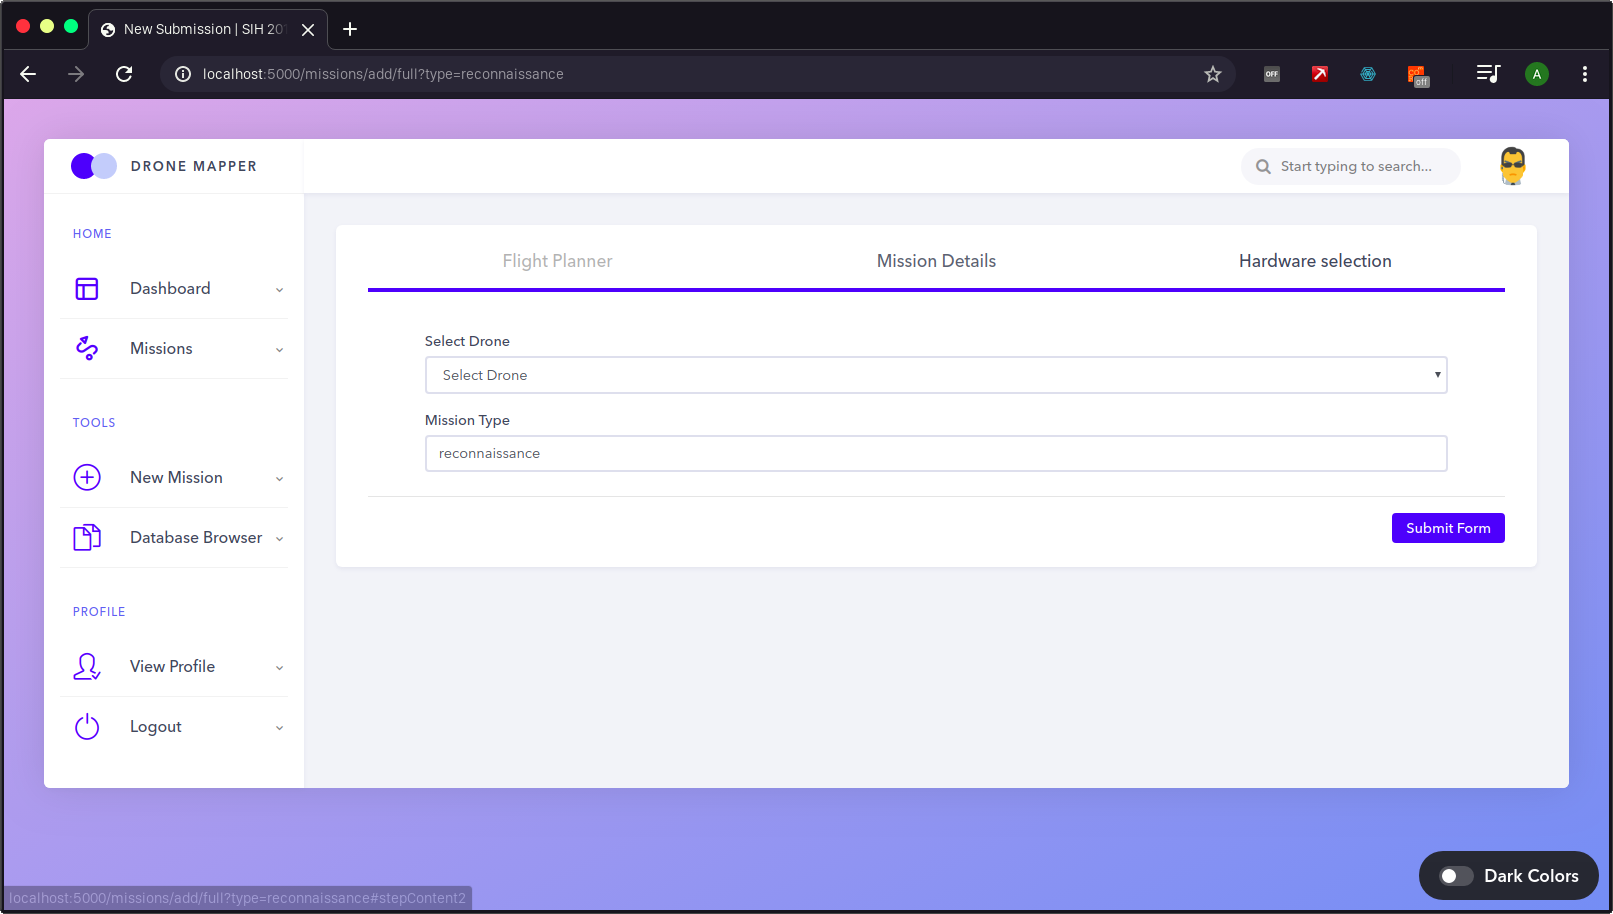 New Submission | SIH 20
localhost:5000/missions/add/full?type=reconnaissance
OFF
off
A
DRONE MAPPER
Start typing to search...
HOME
Dashboard
Missions
TOOLS
New Mission
Database Browser
PROFILE
View Profile
Logout
Flight Planner
Mission Details
Hardware selection
Select Drone
Select Drone
Mission Type
reconnaissance
Submit Form
Dark Colors
localhost:5000/missions/add/full?type=reconnaissance#stepContent2